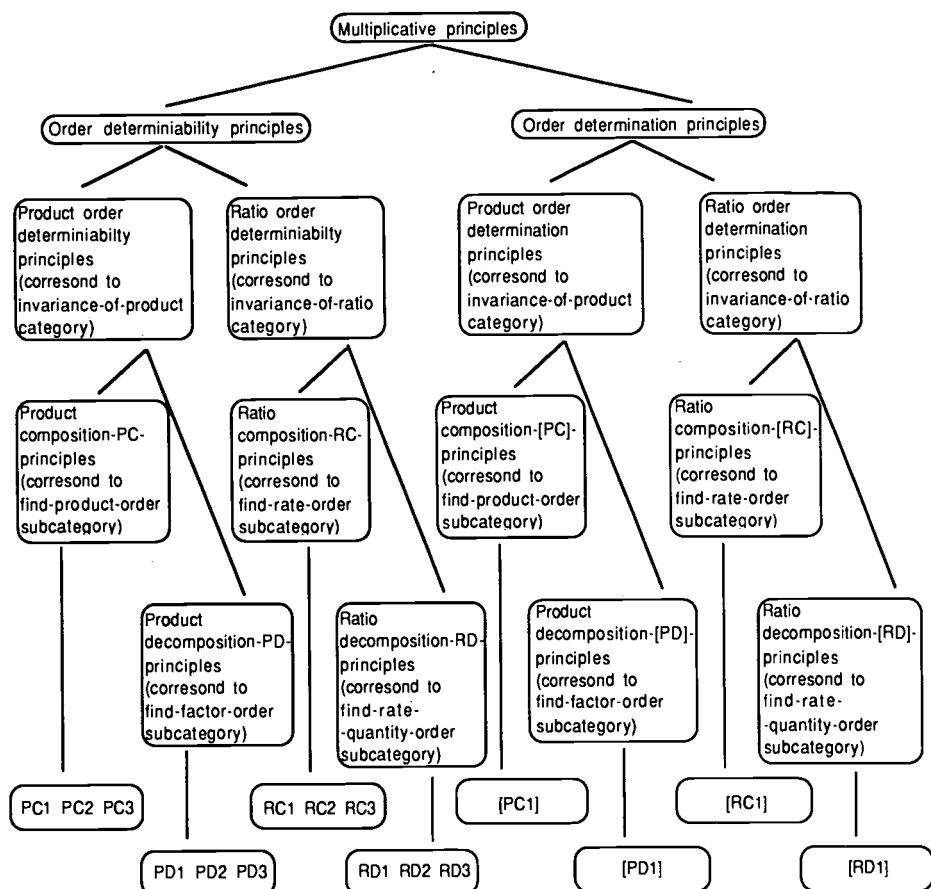 Multiplicative principles
Order determiniability principles
Order determination principles
Product order
determiniabilty
principles
(corresond to
invariance-of-product
category)
Ratio order
determiniabilty
principles
(corresond to
invariance-of-ratio
category)
Product order
determination
principles
(corresond to
invariance-of-product
category)
Ratio order
determination
principles
(corresond to
invariance-of-ratio
category)
Product
composition-PC-
principles
(corresond to
find-product-order
subcategory)
Ratio
composition-RC-
principles
(corresond to
find-rate-order
subcategory)
Product
composition-[PC]-
principles
(corresond to
find-product-order
subcategory)
Ratio
composition-[RC]-
principles
(corresond to
find-rate-order
subcategory)
Product
decomposition-PD-
principles
(corresond to
find-factor-order
subcategory)
Ratio
decomposition-RD-
principles
(corresond to
find-rate-
-quantity-order
subcategory)
Product
decomposition-[PD]-
principles
(corresond to
find-factor-order
subcategory)
Ratio
decomposition-[RD]-
principles
(corresond to
find-rate-
-quantity-order
subcategory)
PC1 PC2 PC3
RC1 RC2 RC3
[PC1]
[RC1]
PD1 PD2 PD3
RD1 RD2 RD3
[PD1]
[RD1]